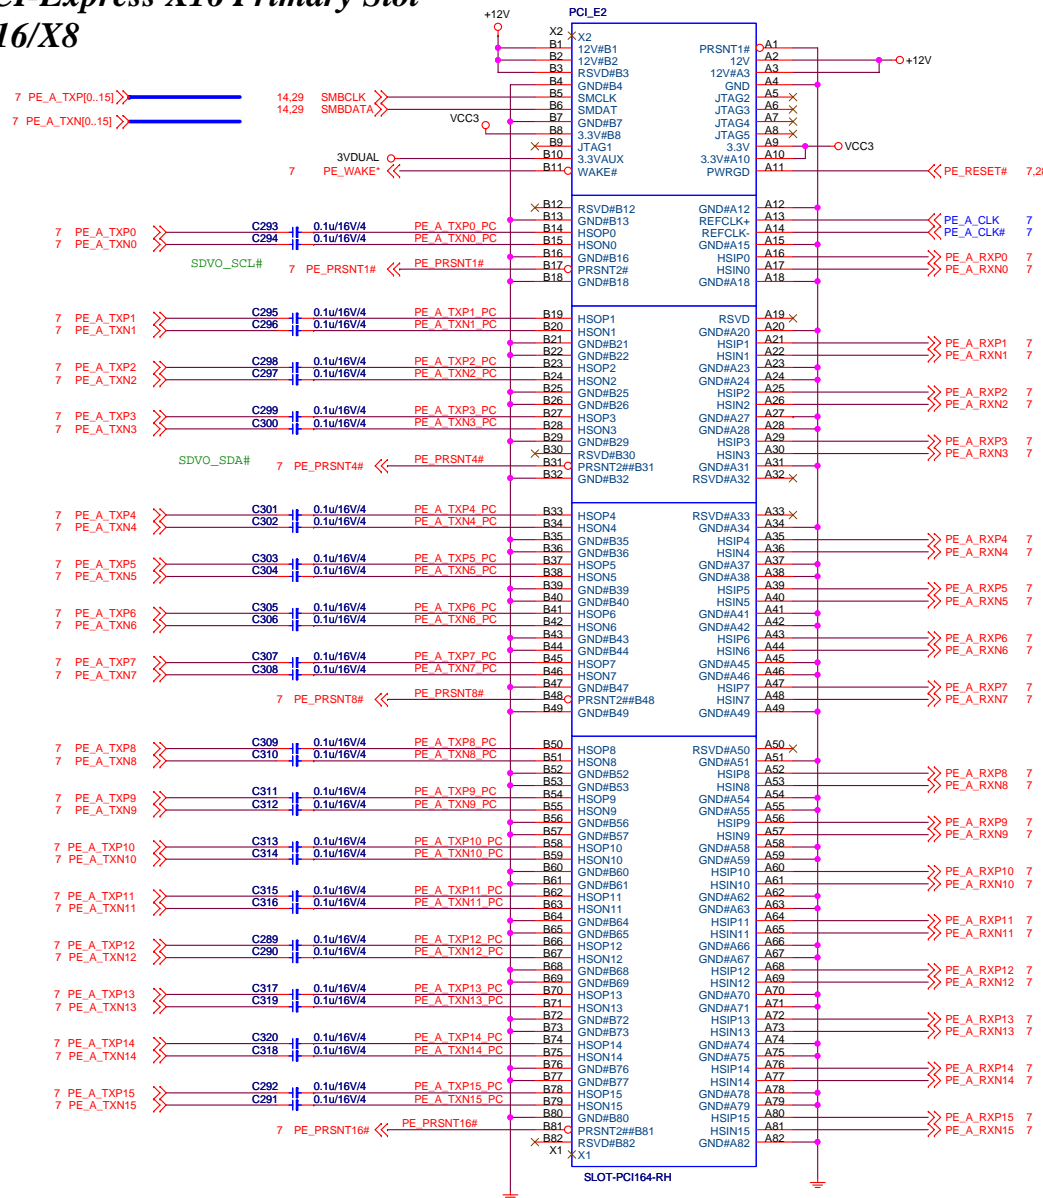 CI-Express X16 Primary Slot
16/X8
PCI_E2
+12V
X2 X2
B1 12V#B1 PRSNT1# A1
B2 12V#B2 12V A2 +12V
B3 RSVD#B3 12V#A3 A3
B4 GND#B4 GND A4
7 PE_A_TXP[0..15] 14,29 SMBCLK B5 SMCLK JTAG2 A5
14,29 SMBDATA B6 SMDAT JTAG3 A6
7 PE_A_TXN[0..15] VCC3 B7 GND#B7 JTAG4 A7
B8 3.3V#B8 JTAG5 A8
B9 JTAG1 3.3V A9 VCC3
3VDUAL B10 3.3VAUX 3.3V#A10 A10
7 PE_WAKE* B11 WAKE# PWRGD A11 PE_RESET# 7,28
B12 RSVD#B12 GND#A12 A12
B13 GND#B13 REFCLK+ A13 PE_A_CLK 7
7 PE_A_TXP0 C293 0.1u/16V/4 PE_A_TXP0_PC B14 HSOP0 REFCLK- A14 PE_A_CLK# 7
7 PE_A_TXN0 C294 0.1u/16V/4 PE_A_TXN0_PC B15 HSON0 GND#A15 A15
B16 GND#B16 HSIP0 A16 PE_A_RXP0 7
SDVO_SCL# 7 PE_PRSNT1# PE_PRSNT1# B17 PRSNT2# HSIN0 A17 PE_A_RXN0 7
B18 GND#B18 GND#A18 A18
7 PE_A_TXP1 C295 0.1u/16V/4 PE_A_TXP1_PC B19 HSOP1 RSVD A19
7 PE_A_TXN1 C296 0.1u/16V/4 PE_A_TXN1_PC B20 HSON1 GND#A20 A20
B21 GND#B21 HSIP1 A21 PE_A_RXP1 7
B22 GND#B22 HSIN1 A22 PE_A_RXN1 7
7 PE_A_TXP2 C298 0.1u/16V/4 PE_A_TXP2_PC B23 HSOP2 GND#A23 A23
7 PE_A_TXN2 C297 0.1u/16V/4 PE_A_TXN2_PC B24 HSON2 GND#A24 A24
B25 GND#B25 HSIP2 A25 PE_A_RXP2 7
B26 GND#B26 HSIN2 A26 PE_A_RXN2 7
7 PE_A_TXP3 C299 0.1u/16V/4 PE_A_TXP3_PC B27 HSOP3 GND#A27 A27
7 PE_A_TXN3 C300 0.1u/16V/4 PE_A_TXN3_PC B28 HSON3 GND#A28 A28
B29 GND#B29 HSIP3 A29 PE_A_RXP3 7
B30 RSVD#B30 HSIN3 A30 PE_A_RXN3 7
SDVO_SDA# 7 PE_PRSNT4# PE_PRSNT4# B31 PRSNT2##B31 GND#A31 A31
B32 GND#B32 RSVD#A32 A32
7 PE_A_TXP4 C301 0.1u/16V/4 PE_A_TXP4_PC B33 HSOP4 RSVD#A33 A33
7 PE_A_TXN4 C302 0.1u/16V/4 PE_A_TXN4_PC B34 HSON4 GND#A34 A34
B35 GND#B35 HSIP4 A35 PE_A_RXP4 7
B36 GND#B36 HSIN4 A36 PE_A_RXN4 7
7 PE_A_TXP5 C303 0.1u/16V/4 PE_A_TXP5_PC B37 HSOP5 GND#A37 A37
7 PE_A_TXN5 C304 0.1u/16V/4 PE_A_TXN5_PC B38 HSON5 GND#A38 A38
B39 GND#B39 HSIP5 A39 PE_A_RXP5 7
B40 GND#B40 HSIN5 A40 PE_A_RXN5 7
7 PE_A_TXP6 C305 0.1u/16V/4 PE_A_TXP6_PC B41 HSOP6 GND#A41 A41
7 PE_A_TXN6 C306 0.1u/16V/4 PE_A_TXN6_PC B42 HSON6 GND#A42 A42
B43 GND#B43 HSIP6 A43 PE_A_RXP6 7
B44 GND#B44 HSIN6 A44 PE_A_RXN6 7
7 PE_A_TXP7 C307 0.1u/16V/4 PE_A_TXP7_PC B45 HSOP7 GND#A45 A45
7 PE_A_TXN7 C308 0.1u/16V/4 PE_A_TXN7_PC B46 HSON7 GND#A46 A46
B47 GND#B47 HSIP7 A47 PE_A_RXP7 7
7 PE_PRSNT8# PE_PRSNT8# B48 PRSNT2##B48 HSIN7 A48 PE_A_RXN7 7
B49 GND#B49 GND#A49 A49
7 PE_A_TXP8 C309 0.1u/16V/4 PE_A_TXP8_PC B50 HSOP8 RSVD#A50 A50
7 PE_A_TXN8 C310 0.1u/16V/4 PE_A_TXN8_PC B51 HSON8 GND#A51 A51
B52 GND#B52 HSIP8 A52 PE_A_RXP8 7
B53 GND#B53 HSIN8 A53 PE_A_RXN8 7
7 PE_A_TXP9 C311 0.1u/16V/4 PE_A_TXP9_PC B54 HSOP9 GND#A54 A54
7 PE_A_TXN9 C312 0.1u/16V/4 PE_A_TXN9_PC B55 HSON9 GND#A55 A55
B56 GND#B56 HSIP9 A56 PE_A_RXP9 7
B57 GND#B57 HSIN9 A57 PE_A_RXN9 7
7 PE_A_TXP10 C313 0.1u/16V/4 PE_A_TXP10_PC B58 HSOP10 GND#A58 A58
7 PE_A_TXN10 C314 0.1u/16V/4 PE_A_TXN10_PC B59 HSON10 GND#A59 A59
B60 GND#B60 HSIP10 A60 PE_A_RXP10 7
B61 GND#B61 HSIN10 A61 PE_A_RXN10 7
7 PE_A_TXP11 C315 0.1u/16V/4 PE_A_TXP11_PC B62 HSOP11 GND#A62 A62
7 PE_A_TXN11 C316 0.1u/16V/4 PE_A_TXN11_PC B63 HSON11 GND#A63 A63
B64 GND#B64 HSIP11 A64 PE_A_RXP11 7
B65 GND#B65 HSIN11 A65 PE_A_RXN11 7
7 PE_A_TXP12 C289 0.1u/16V/4 PE_A_TXP12_PC B66 HSOP12 GND#A66 A66
7 PE_A_TXN12 C290 0.1u/16V/4 PE_A_TXN12_PC B67 HSON12 GND#A67 A67
B68 GND#B68 HSIP12 A68 PE_A_RXP12 7
B69 GND#B69 HSIN12 A69 PE_A_RXN12 7
7 PE_A_TXP13 C317 0.1u/16V/4 PE_A_TXP13_PC B70 HSOP13 GND#A70 A70
7 PE_A_TXN13 C319 0.1u/16V/4 PE_A_TXN13_PC B71 HSON13 GND#A71 A71
B72 GND#B72 HSIP13 A72 PE_A_RXP13 7
B73 GND#B73 HSIN13 A73 PE_A_RXN13 7
7 PE_A_TXP14 C320 0.1u/16V/4 PE_A_TXP14_PC B74 HSOP14 GND#A74 A74
7 PE_A_TXN14 C318 0.1u/16V/4 PE_A_TXN14_PC B75 HSON14 GND#A75 A75
B76 GND#B76 HSIP14 A76 PE_A_RXP14 7
B77 GND#B77 HSIN14 A77 PE_A_RXN14 7
7 PE_A_TXP15 C292 0.1u/16V/4 PE_A_TXP15_PC B78 HSOP15 GND#A78 A78
7 PE_A_TXN15 C291 0.1u/16V/4 PE_A_TXN15_PC B79 HSON15 GND#A79 A79
B80 GND#B80 HSIP15 A80 PE_A_RXP15 7
7 PE_PRSNT16# PE_PRSNT16# B81 PRSNT2##B81 HSIN15 A81 PE_A_RXN15 7
B82 RSVD#B82 GND#A82 A82
X1 X1
SLOT-PCI164-RH